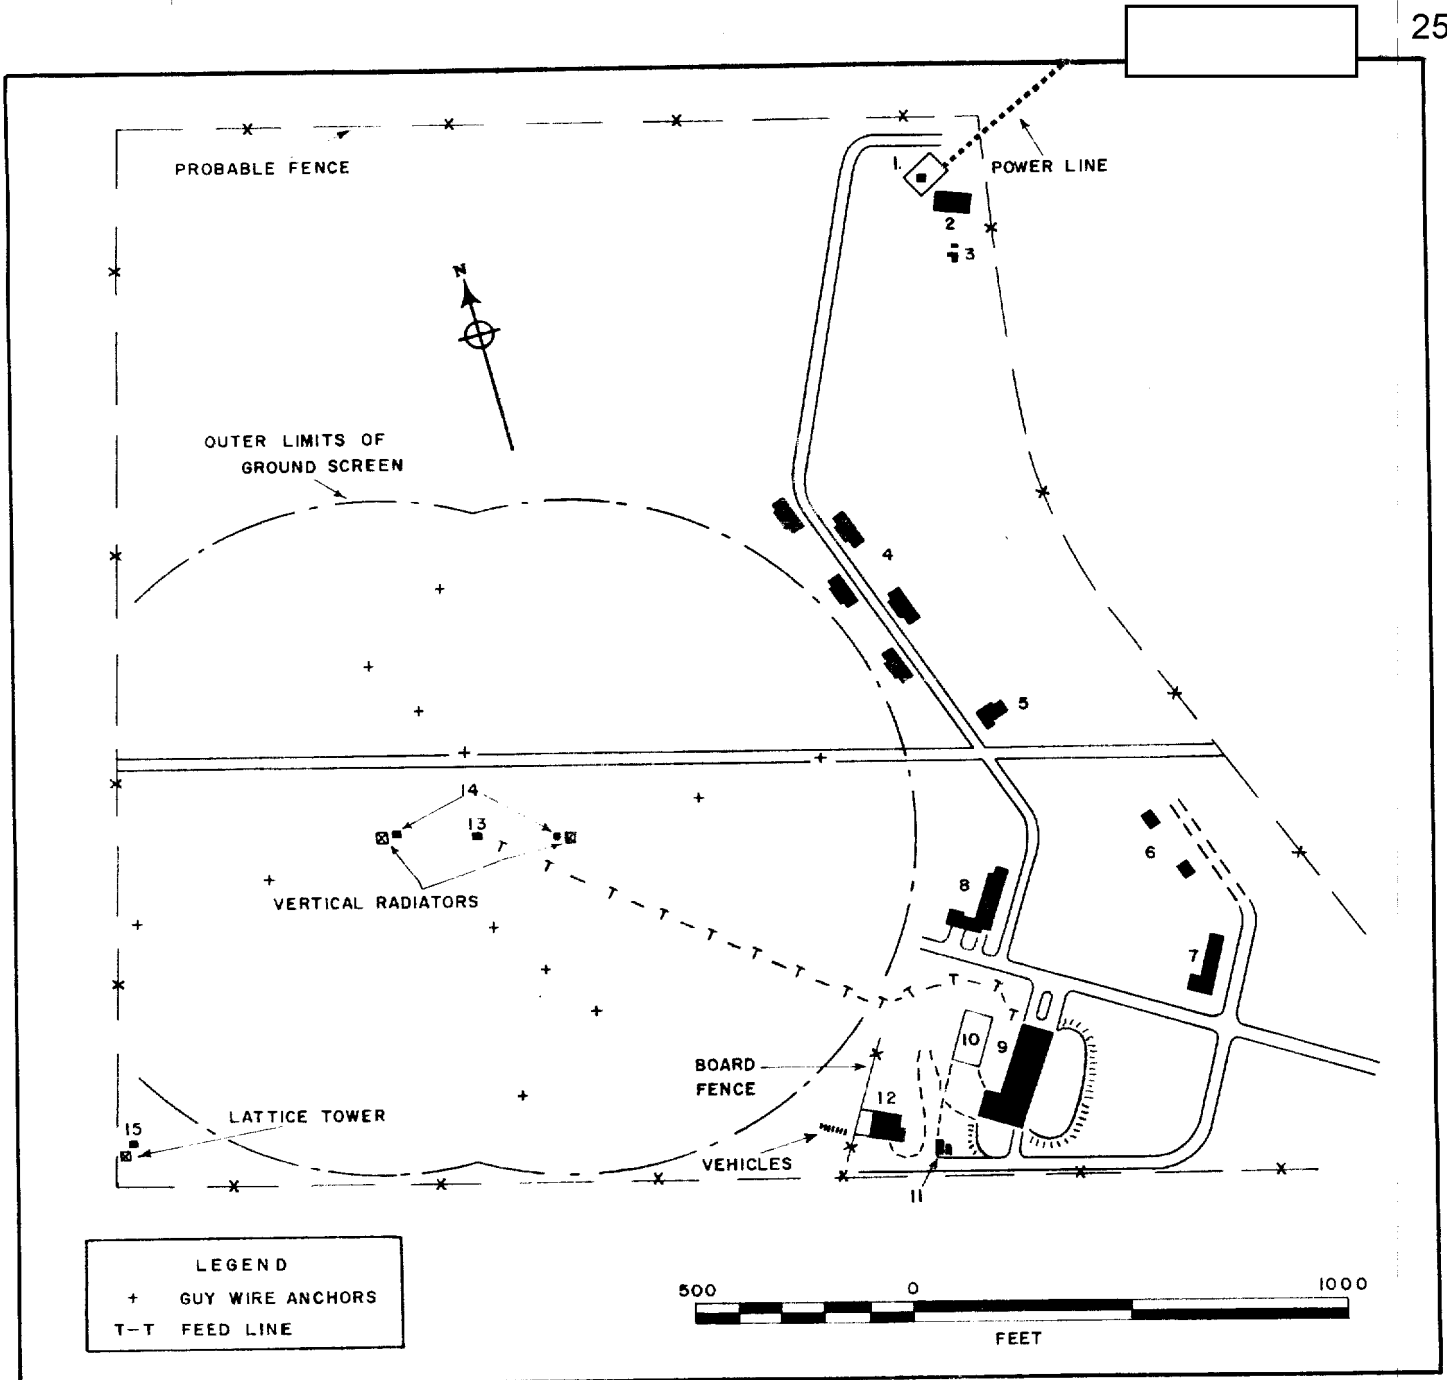 25
PROBABLE FENCE
1.
POWER LINE
2
3
N
OUTER LIMITS OF
GROUND SCREEN
4
5
14
13
6
VERTICAL RADIATORS
8
7
10
9
BOARD
FENCE
12
LATTICE TOWER
15
VEHICLES
11
LEGEND
+ GUY WIRE ANCHORS
T-T FEED LINE
500 0 1000
FEET